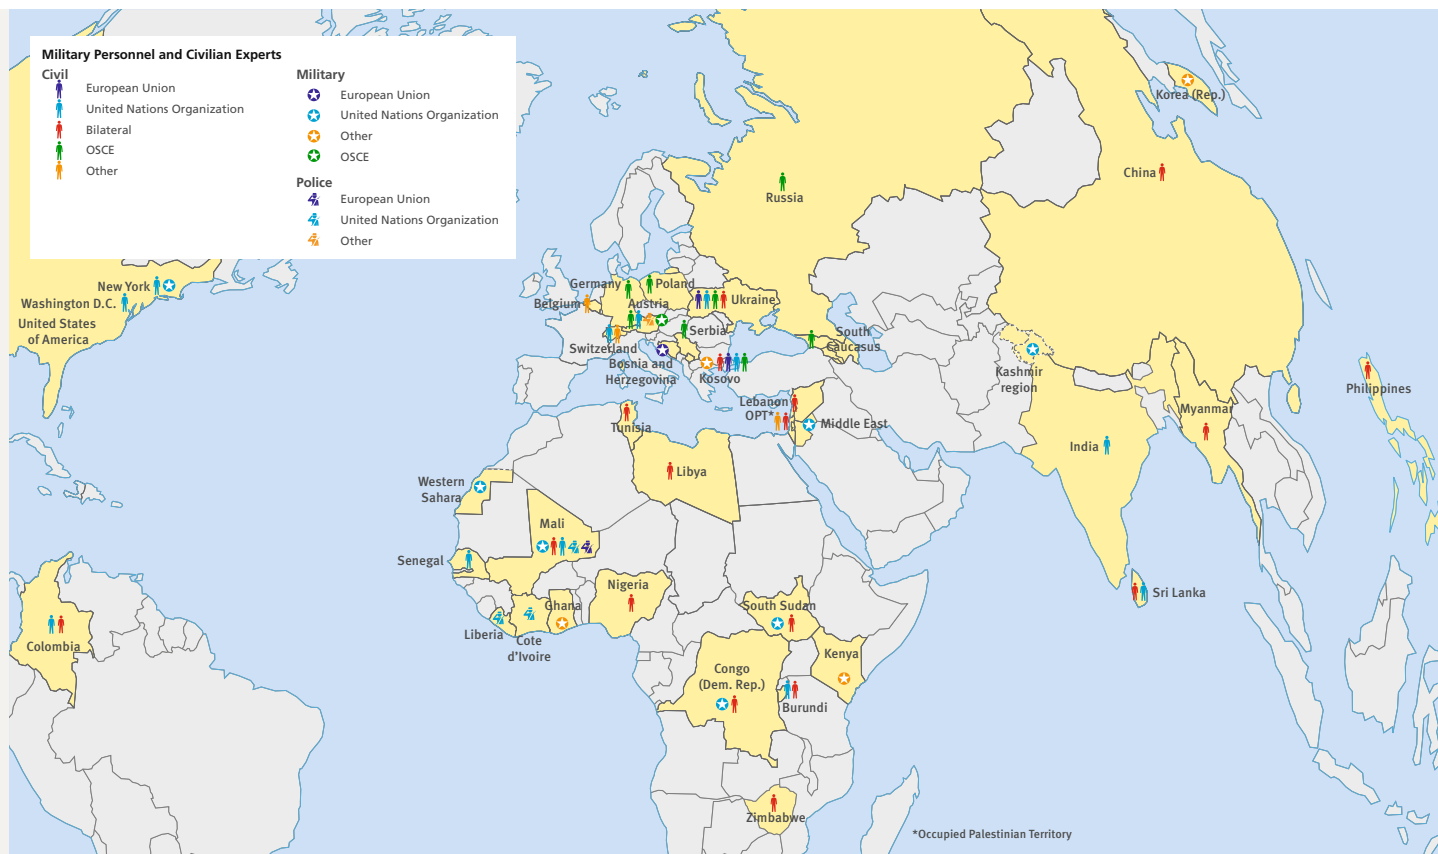 Military Personnel and Civilian Experts
Civil
European Union
United Nations Organization
Bilateral
OSCE
Other
Military
European Union
United Nations Organization
Other
OSCE
Police
European Union
United Nations Organization
Other
Korea (Rep.)
China
Russia
New York
Washington D.C.
United States
of America
Germany
Poland
Belgium
Austria
Ukraine
Switzerland
Serbia
South
Caucasus
Bosnia and
Herzegovina
Kosovo
Kashmir
region
Philippines
Lebanon
OPT*
Middle East
Tunisia
Myanmar
India
Libya
Western
Sahara
Mali
Senegal
Nigeria
Ghana
South Sudan
Sri Lanka
Liberia
Cote
d'Ivoire
Colombia
Kenya
Congo
(Dem. Rep.)
Burundi
Zimbabwe
*Occupied Palestinian Territory